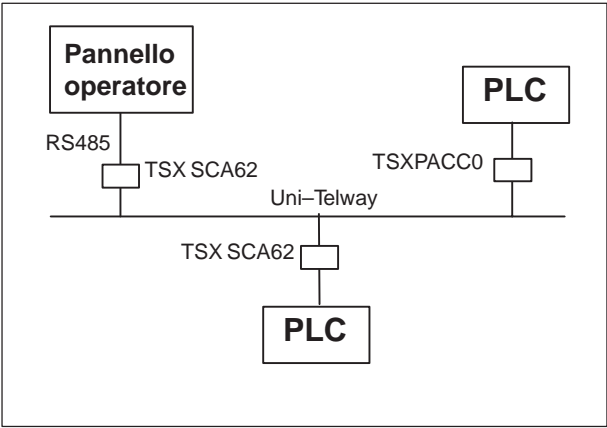 Pannello
operatore
PLC
RS485
TSX SCA62
TSXPACC0
Uni–Telway
TSX SCA62
PLC